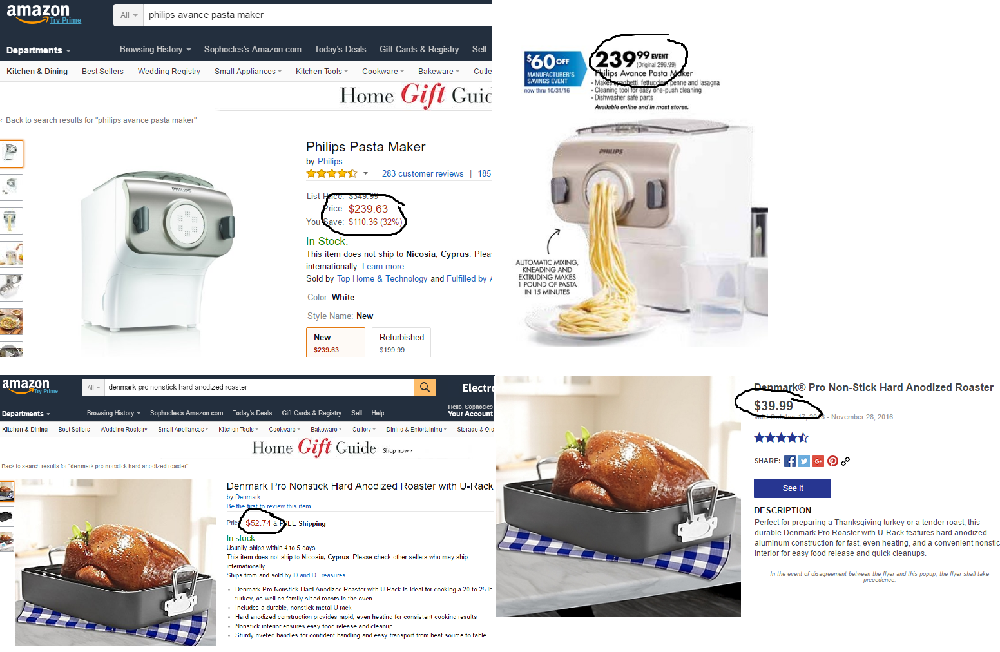 amazon
Try Prime
All
philips avance pasta maker
Departments
Browsing History
Sophocles's Amazon.com
Today's Deals
Gift Cards & Registry
Sell
Kitchen & Dining
Best Sellers
Wedding Registry
Small Appliances
Kitchen Tools
Cookware
Bakeware
Cutle
Home Gift Guid
‹ Back to search results for "philips avance pasta maker"
PHILIPS
Philips Pasta Maker
by Philips
283 customer reviews | 185
List Price: $349.99
Price: $239.63
You Save: $110.36 (32%)
In Stock.
This item does not ship to Nicosia, Cyprus. Pleas
internationally. Learn more
Sold by Top Home & Technology and Fulfilled by A
Color: White
Style Name: New
New
$239.63
Refurbished
$199.99
$60 OFF
MANUFACTURER'S
SAVINGS EVENT
now thru 10/31/16
239.99 EVENT
(Original 299.99)
Philips Avance Pasta Maker
• Makes spaghetti, fettuccine, penne and lasagna
• Cleaning tool for easy one-push cleaning
• Dishwasher safe parts
Available online and in most stores.
PHILIPS
AUTOMATIC MIXING,
KNEADING AND
EXTRUDING MAKES
1 POUND OF PASTA
IN 15 MINUTES
amazon
Try Prime
All
denmark pro nonstick hard anodized roaster
Electro
Departments
Browsing History
Sophocles's Amazon.com
Today's Deals
Gift Cards & Registry
Sell
Help
Hello, Sophocles
Your Account
Kitchen & Dining
Best Sellers
Wedding Registry
Small Appliances
Kitchen Tools
Cookware
Bakeware
Cutlery
Dining & Entertaining
Storage & Org
Home Gift Guide Shop now ›
Back to search results for "denmark pro nonstick hard anodized roaster"
Denmark Pro Nonstick Hard Anodized Roaster with U-Rack
by Denmark
Be the first to review this item
Price: $52.74 & FREE Shipping
In stock
Usually ships within 4 to 5 days.
This item does not ship to Nicosia, Cyprus. Please check other sellers who may ship
internationally.
Ships from and sold by D and D Treasures
• Denmark Pro Nonstick Hard Anodized Roaster with U-Rack is ideal for cooking a 20 to 25 lb.
turkey, as well as family-sized roasts in the oven
• Includes a durable, nonstick metal U rack
• Hard anodized construction provides rapid, even heating for consistent cooking results
• Nonstick interior ensures easy food release and cleanup
• Sturdy riveted handles for confident handling and easy transport from heat source to table
Denmark® Pro Non-Stick Hard Anodized Roaster
$39.99
Valid October 17, 2016 - November 28, 2016
SHARE:
See It
DESCRIPTION
Perfect for preparing a Thanksgiving turkey or a tender roast, this
durable Denmark Pro Roaster with U-Rack features hard anodized
aluminum construction for fast, even heating, and a convenient nonstic
interior for easy food release and quick cleanups.
In the event of disagreement between the flyer and this popup, the flyer shall take
precedence.